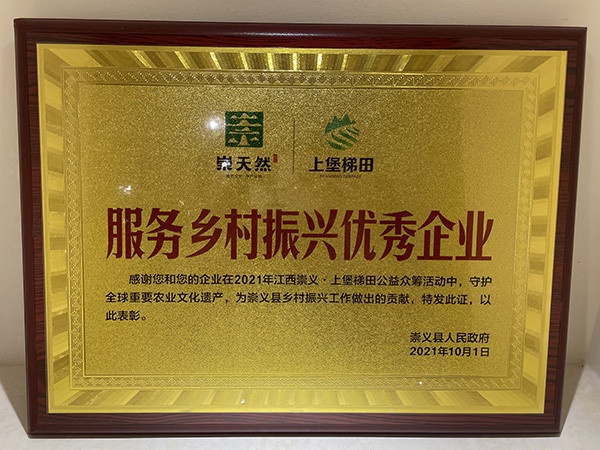 崇天然
上堡梯田
SHANGBAO TERRACE
服务乡村振兴优秀企业
感谢您和您的企业在2021年江西崇义·上堡梯田公益众筹活动中，守护
全球重要农业文化遗产，为崇义县乡村振兴工作做出的贡献，特发此证，以
此表彰。
崇义县人民政府
2021年10月1日